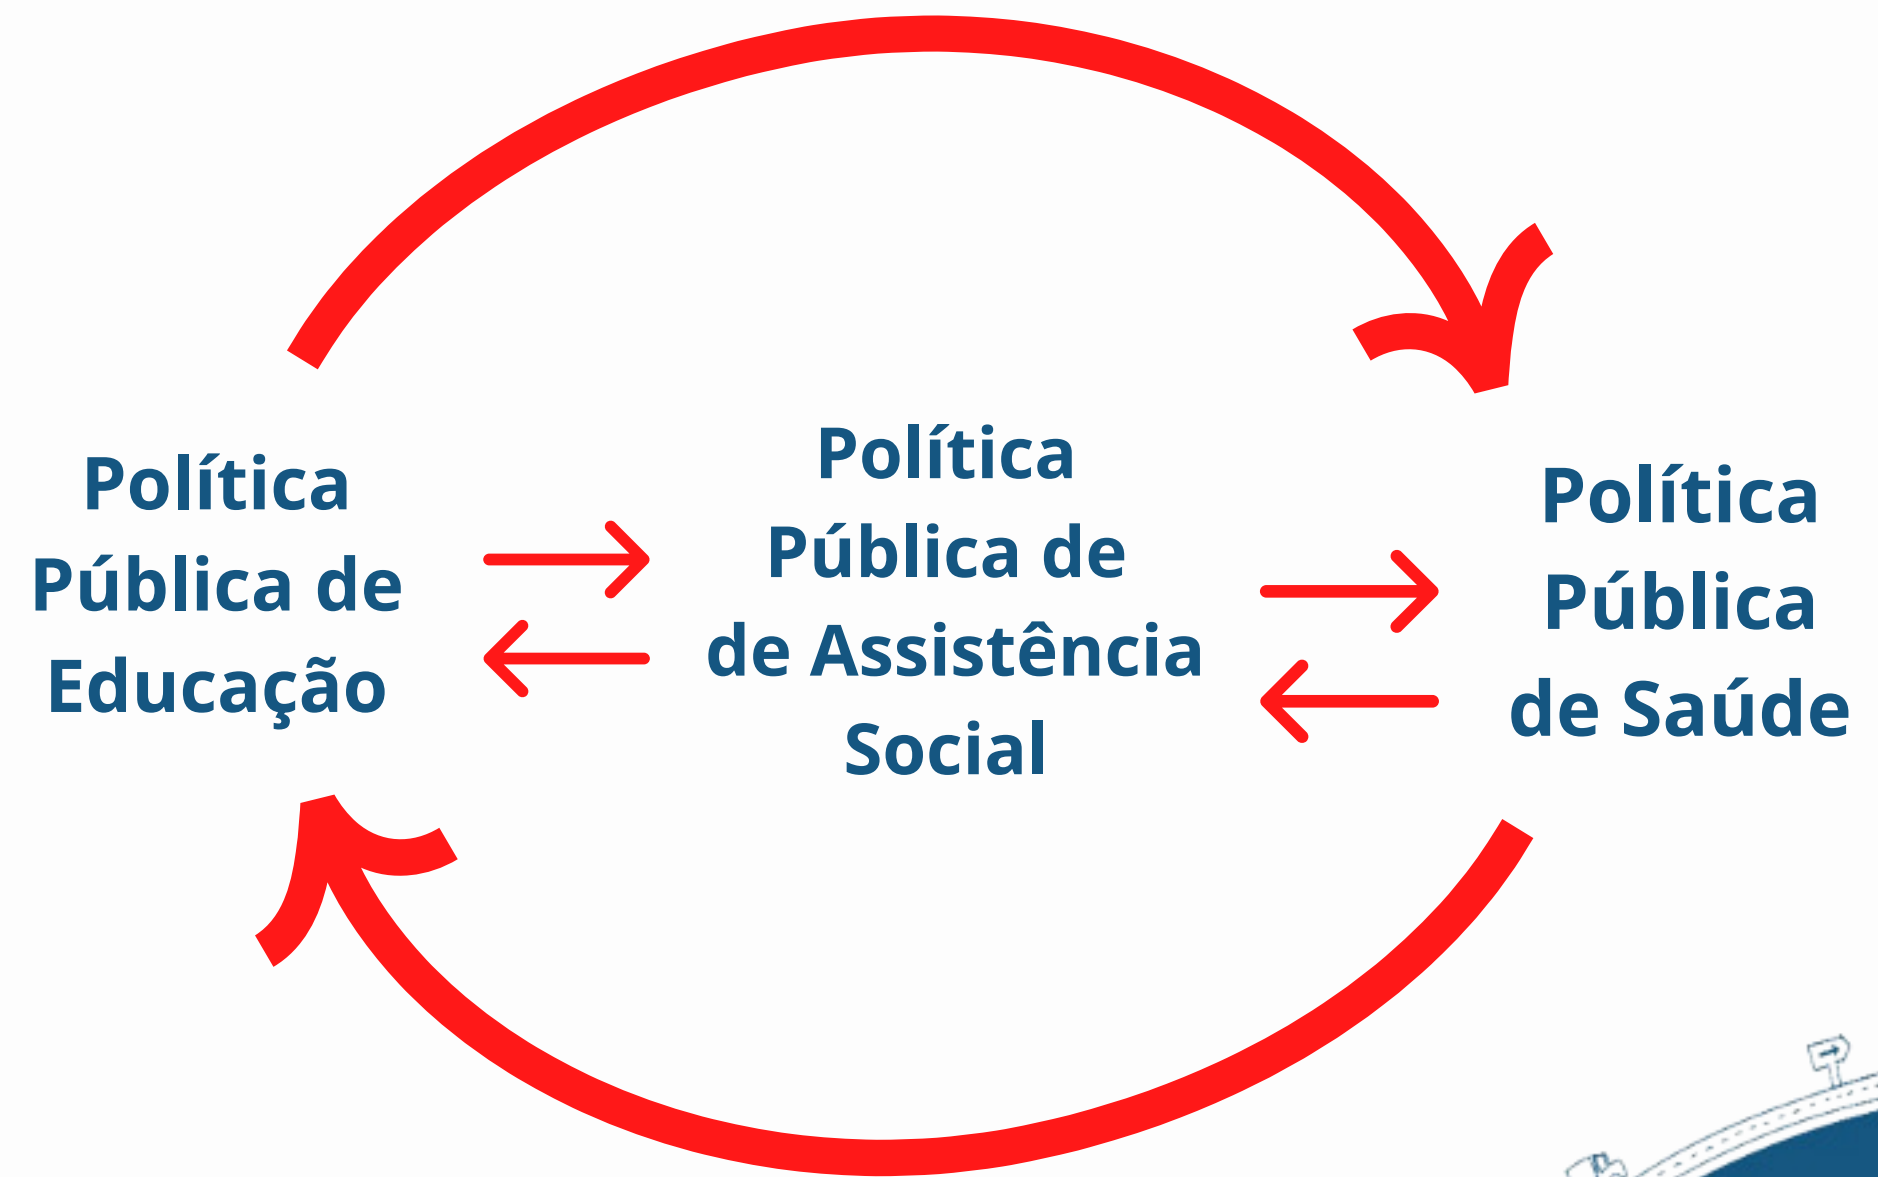 Política
Pública de
Educação
Política
Pública de
de Assistência
Social
Política
Pública
de Saúde